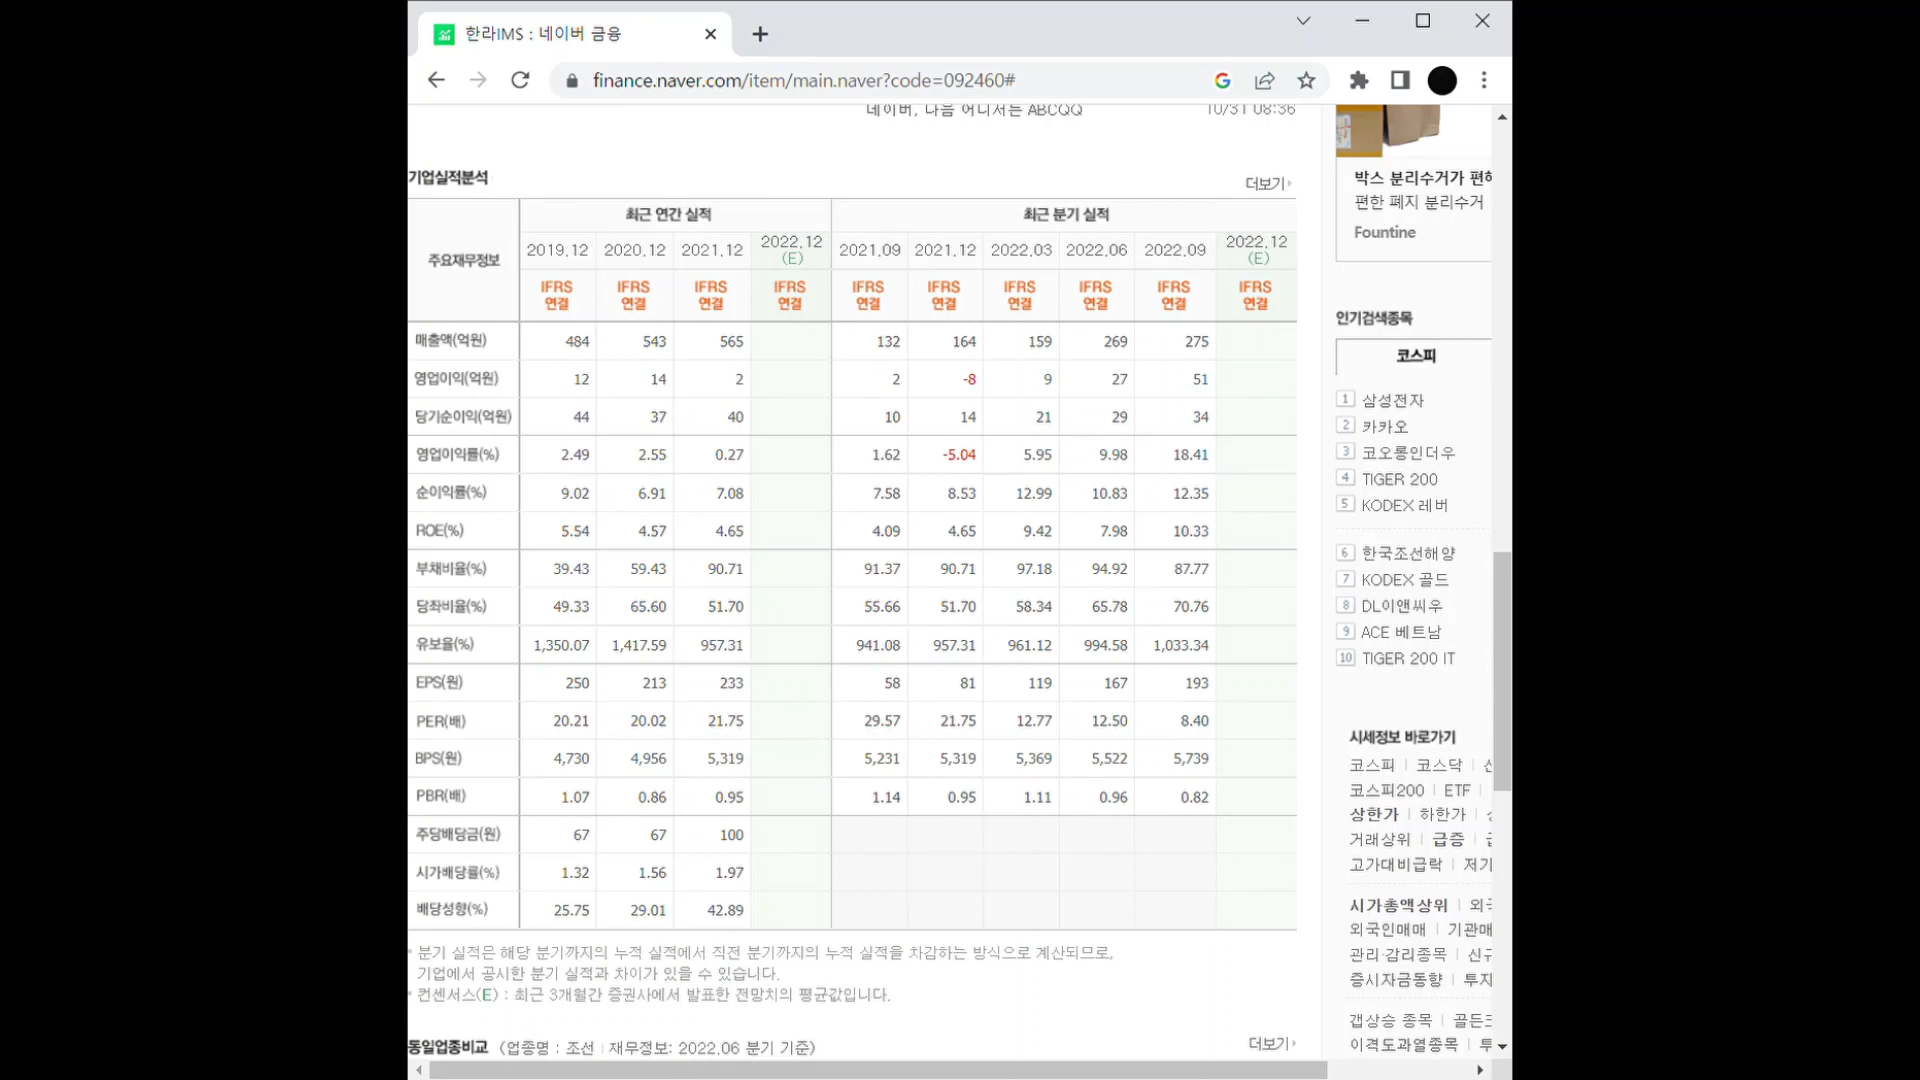 한라IMS : 네이버 금융
finance.naver.com/item/main.naver?code=092460#
네이버, 다음 어디서든 ABCQQ 10/31 08:36
기업실적분석 더보기
주요재무정보 최근 연간 실적 최근 분기 실적
2019.12 2020.12 2021.12 2022.12 (E) 2021.09 2021.12 2022.03 2022.06 2022.09 2022.12 (E)
IFRS 연결 IFRS 연결 IFRS 연결 IFRS 연결 IFRS 연결 IFRS 연결 IFRS 연결 IFRS 연결 IFRS 연결 IFRS 연결
매출액(억원) 484 543 565 132 164 159 269 275
영업이익(억원) 12 14 2 2 -8 9 27 51
당기순이익(억원) 44 37 40 10 14 21 29 34
영업이익률(%) 2.49 2.55 0.27 1.62 -5.04 5.95 9.98 18.41
순이익률(%) 9.02 6.91 7.08 7.58 8.53 12.99 10.83 12.35
ROE(%) 5.54 4.57 4.65 4.09 4.65 9.42 7.98 10.33
부채비율(%) 39.43 59.43 90.71 91.37 90.71 97.18 94.92 87.77
당좌비율(%) 49.33 65.60 51.70 55.66 51.70 58.34 65.78 70.76
유보율(%) 1,350.07 1,417.59 957.31 941.08 957.31 961.12 994.58 1,033.34
EPS(원) 250 213 233 58 81 119 167 193
PER(배) 20.21 20.02 21.75 29.57 21.75 12.77 12.50 8.40
BPS(원) 4,730 4,956 5,319 5,231 5,319 5,369 5,522 5,739
PBR(배) 1.07 0.86 0.95 1.14 0.95 1.11 0.96 0.82
주당배당금(원) 67 67 100
시가배당률(%) 1.32 1.56 1.97
배당성향(%) 25.75 29.01 42.89
* 분기 실적은 해당 분기까지의 누적 실적에서 직전 분기까지의 누적 실적을 차감하는 방식으로 계산되므로,
기업에서 공시한 분기 실적과 차이가 있을 수 있습니다.
* 컨센서스(E) : 최근 3개월간 증권사에서 발표한 전망치의 평균값입니다.
동일업종비교 (업종명 : 조선 | 재무정보: 2022.06 분기 기준) 더보기
박스 분리수거가 편해
편한 폐지 분리수거
Fountine
인기검색종목
코스피
1 삼성전자
2 카카오
3 코오롱인더우
4 TIGER 200
5 KODEX 레버
6 한국조선해양
7 KODEX 골드
8 DL이앤씨우
9 ACE 베트남
10 TIGER 200 IT
시세정보 바로가기
코스피 | 코스닥 |
코스피200 | ETF |
상한가 | 하한가 |
거래상위 | 급증 |
고가대비급락 | 저가
시가총액상위 | 외국
외국인매매 | 기관매
관리·감리종목 | 신규
증시자금동향 | 투자
갭상승 종목 | 골든크
이격도과열종목 | 투